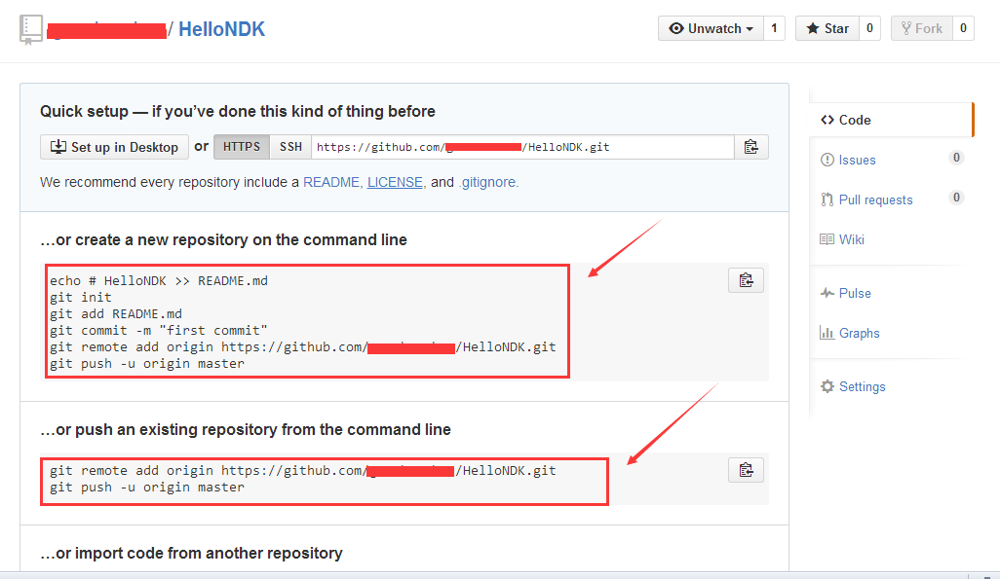 / HelloNDK
Unwatch 1 Star 0 Fork 0
Quick setup — if you've done this kind of thing before
Set up in Desktop or HTTPS SSH https://github.com/ /HelloNDK.git
We recommend every repository include a README, LICENSE, and .gitignore.
…or create a new repository on the command line
echo # HelloNDK >> README.md
git init
git add README.md
git commit -m "first commit"
git remote add origin https://github.com/ /HelloNDK.git
git push -u origin master
…or push an existing repository from the command line
git remote add origin https://github.com/ /HelloNDK.git
git push -u origin master
…or import code from another repository
Code
Issues 0
Pull requests 0
Wiki
Pulse
Graphs
Settings